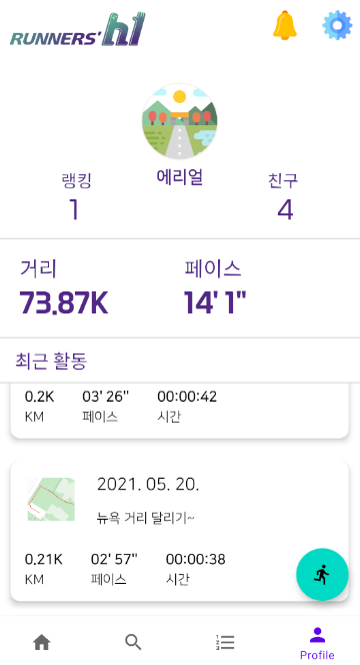 RUNNERS' hi
에리얼
랭킹
1
친구
4
거리
73.87K
페이스
14' 1"
최근 활동
0.2K 03' 26" 00:00:42
KM 페이스 시간
2021. 05. 20.
뉴욕 거리 달리기~
0.21K 02' 57" 00:00:38
KM 페이스 시간
Profile